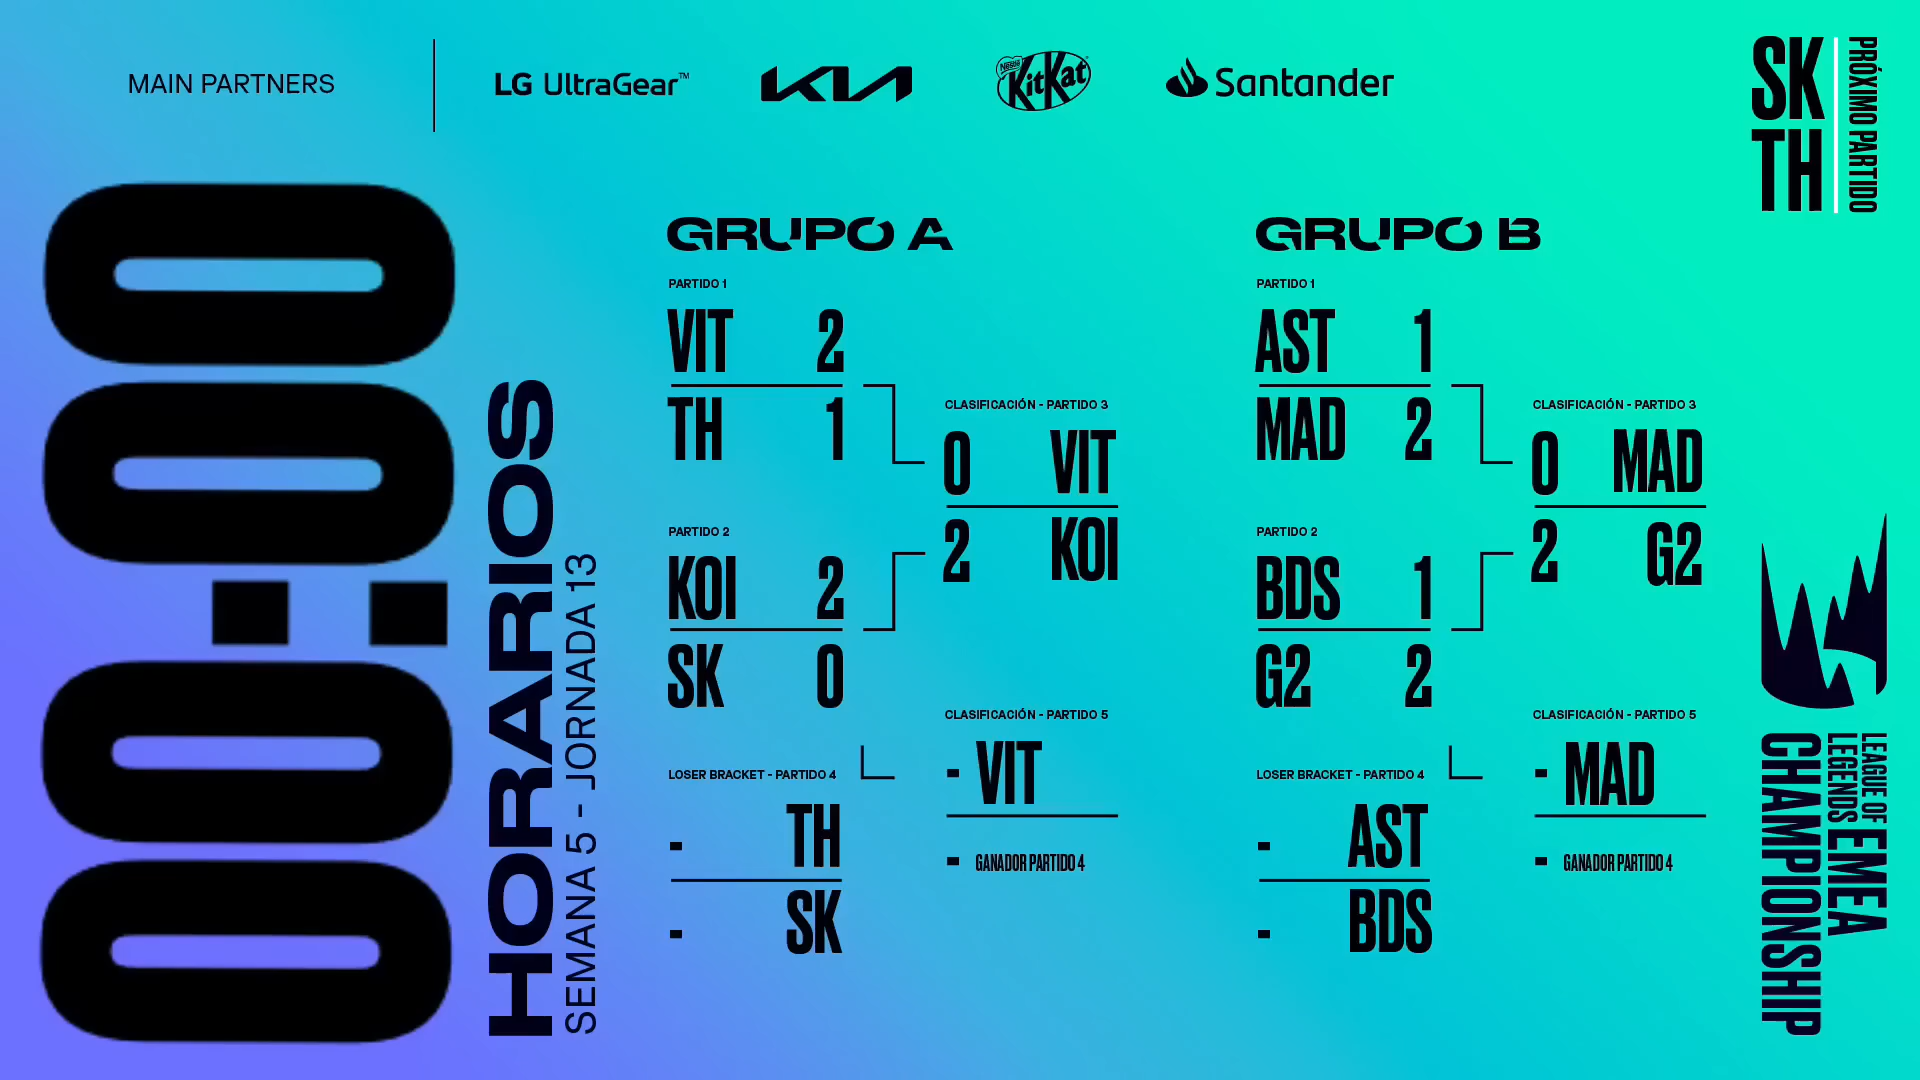 MAIN PARTNERS
LG UltraGear™
KIA
Nestlé
KitKat
Santander
SK
TH
PRÓXIMO PARTIDO
00:00
HORARIOS
SEMANA 5 - JORNADA 13
GRUPO A
PARTIDO 1
VIT 2
TH 1
PARTIDO 2
KOI 2
SK 0
CLASIFICACIÓN - PARTIDO 3
0 VIT
2 KOI
LOSER BRACKET - PARTIDO 4
- TH
- SK
CLASIFICACIÓN - PARTIDO 5
- VIT
- GANADOR PARTIDO 4
GRUPO B
PARTIDO 1
AST 1
MAD 2
PARTIDO 2
BDS 1
G2 2
CLASIFICACIÓN - PARTIDO 3
0 MAD
2 G2
LOSER BRACKET - PARTIDO 4
- AST
- BDS
CLASIFICACIÓN - PARTIDO 5
- MAD
- GANADOR PARTIDO 4
LEAGUE OF
LEGENDS EMEA
CHAMPIONSHIP